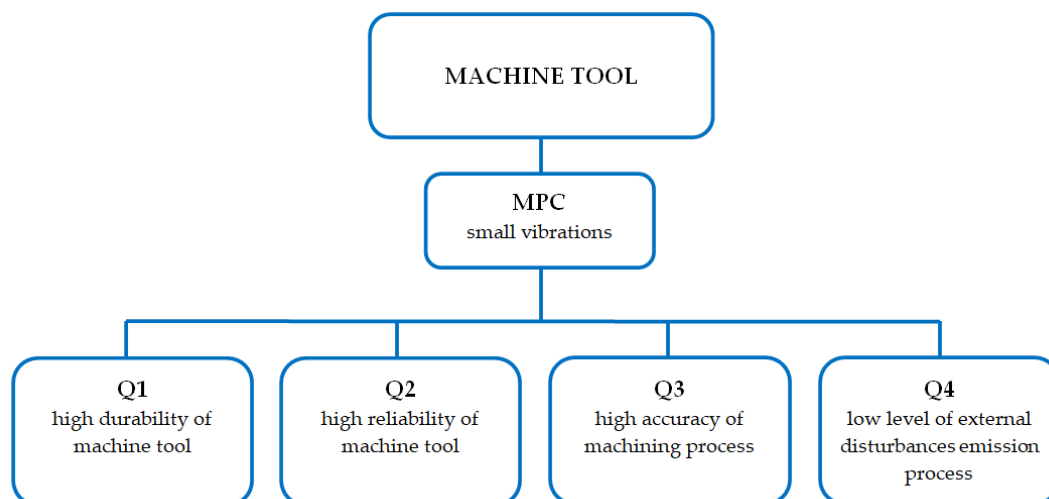 MACHINE TOOL
MPC
small vibrations
Q1
high durability of
machine tool
Q2
high reliability of
machine tool
Q3
high accuracy of
machining process
Q4
low level of external
disturbances emission
process